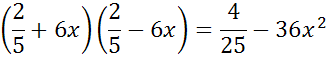 (2/5 + 6x)(2/5 − 6x) = 4/25 − 36x²